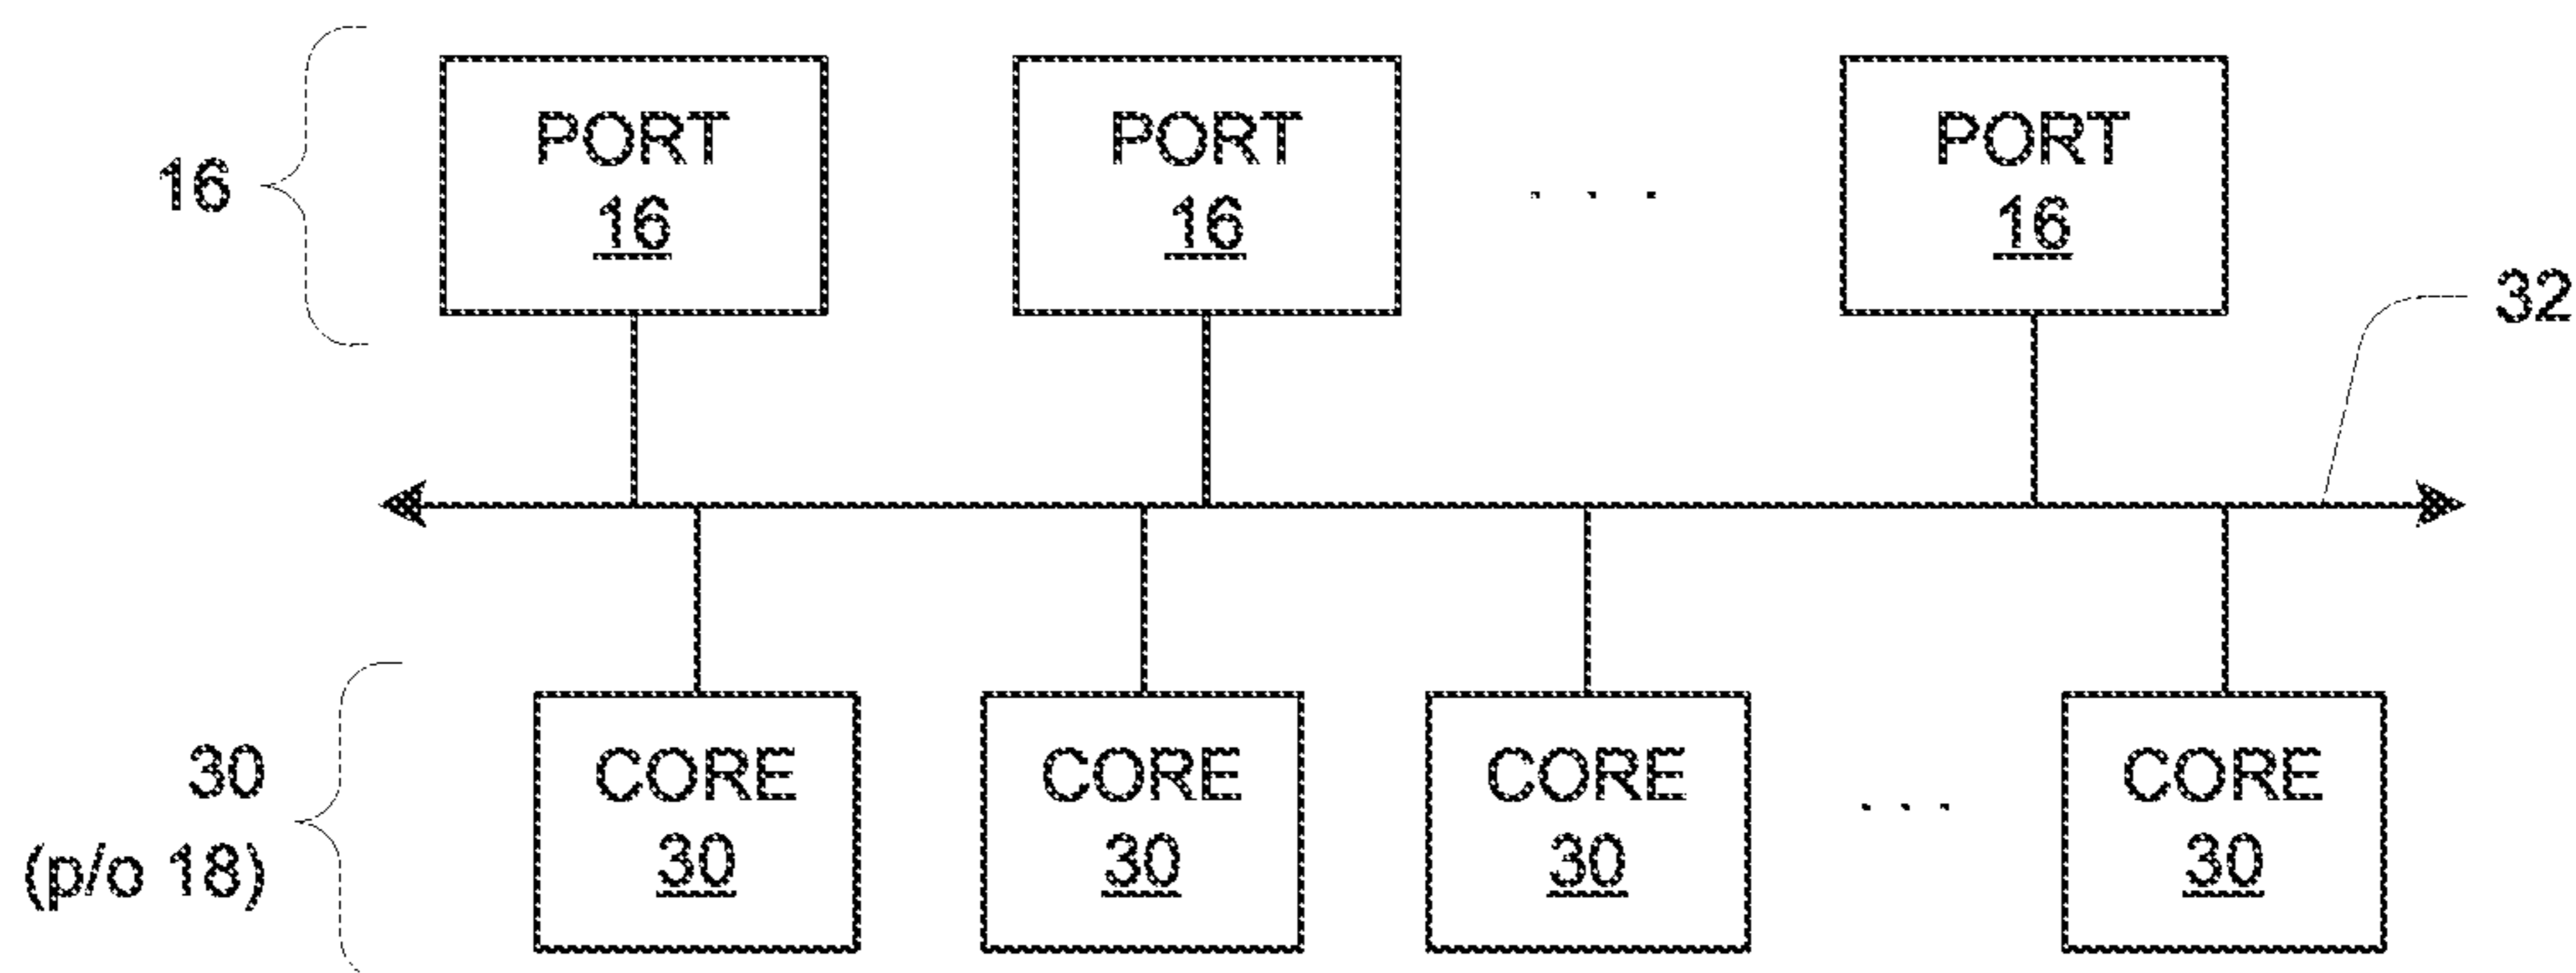 PORT
16
PORT
16
. . .
PORT
16
16
32
30
(p/o 18)
CORE
30
CORE
30
CORE
30
. . .
CORE
30